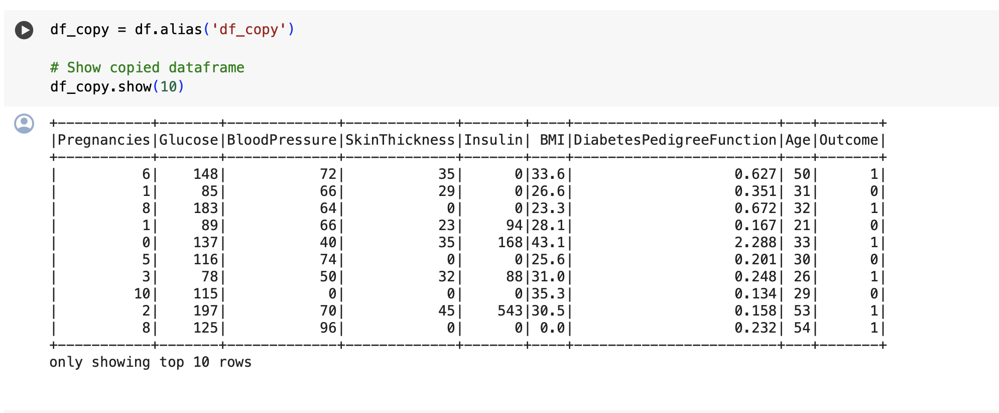 df_copy = df.alias('df_copy')
# Show copied dataframe
df_copy.show(10)
+-----------+-------+-------------+-------------+-------+----+------------------------+---+-------+
|Pregnancies|Glucose|BloodPressure|SkinThickness|Insulin| BMI|DiabetesPedigreeFunction|Age|Outcome|
+-----------+-------+-------------+-------------+-------+----+------------------------+---+-------+
|          6|    148|           72|           35|      0|33.6|                   0.627| 50|      1|
|          1|     85|           66|           29|      0|26.6|                   0.351| 31|      0|
|          8|    183|           64|            0|      0|23.3|                   0.672| 32|      1|
|          1|     89|           66|           23|     94|28.1|                   0.167| 21|      0|
|          0|    137|           40|           35|    168|43.1|                   2.288| 33|      1|
|          5|    116|           74|            0|      0|25.6|                   0.201| 30|      0|
|          3|     78|           50|           32|     88|31.0|                   0.248| 26|      1|
|         10|    115|            0|            0|      0|35.3|                   0.134| 29|      0|
|          2|    197|           70|           45|    543|30.5|                   0.158| 53|      1|
|          8|    125|           96|            0|      0| 0.0|                   0.232| 54|      1|
+-----------+-------+-------------+-------------+-------+----+------------------------+---+-------+
only showing top 10 rows